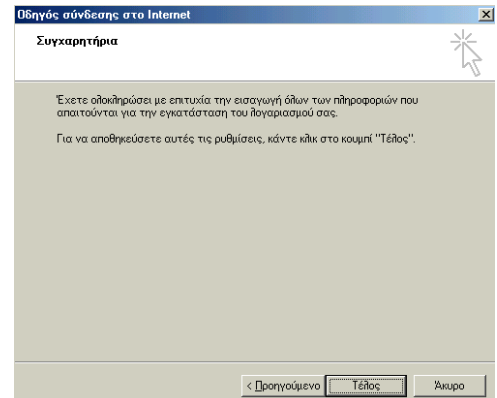 Οδηγός σύνδεσης στο Internet
Συγχαρητήρια
Έχετε ολοκληρώσει με επιτυχία την εισαγωγή όλων των πληροφοριών που
απαιτούνται για την εγκατάσταση του λογαριασμού σας.
Για να αποθηκεύσετε αυτές τις ρυθμίσεις, κάντε κλικ στο κουμπί "Τέλος".
< Προηγούμενο Τέλος Άκυρο